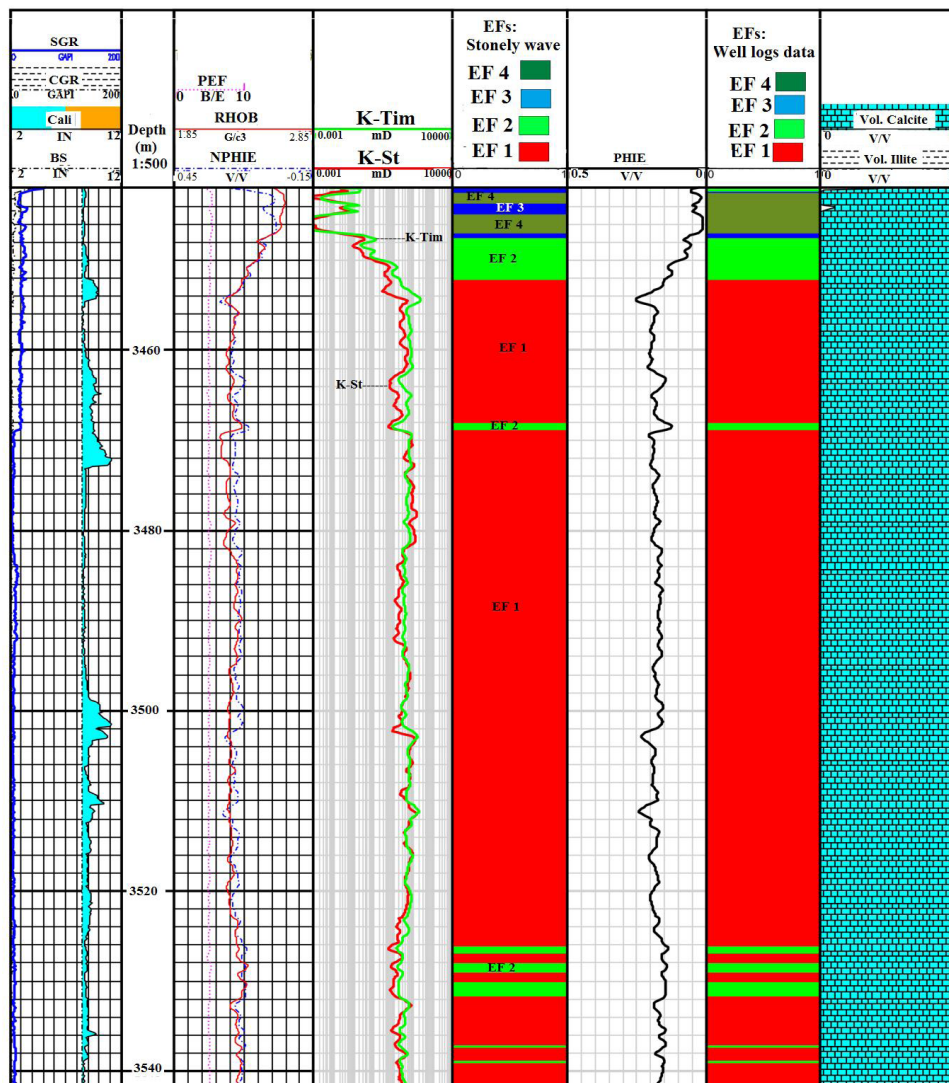 SGR
0 GAPI 200
CGR
0 GAPI 200
Cali
2 IN 12
BS
2 IN 12
Depth
(m)
1:500
PEF
0 B/E 10
RHOB
1.85 G/c3 2.85
NPHIE
0.45 V/V -0.15
K-Tim
0.001 mD 10000
K-St
0.001 mD 10000
EFs:
Stonely wave
EF 4
EF 3
EF 2
EF 1
0 1
PHIE
0.5 V/V 0
EFs:
Well logs data
EF 4
EF 3
EF 2
EF 1
0 1
Vol. Calcite
0 V/V
Vol. Illite
0 V/V
EF 4
EF 3
EF 4
K-Tim
EF 2
3460
EF 1
K-St
EF 2
3480
EF 1
3500
3520
EF 2
3540